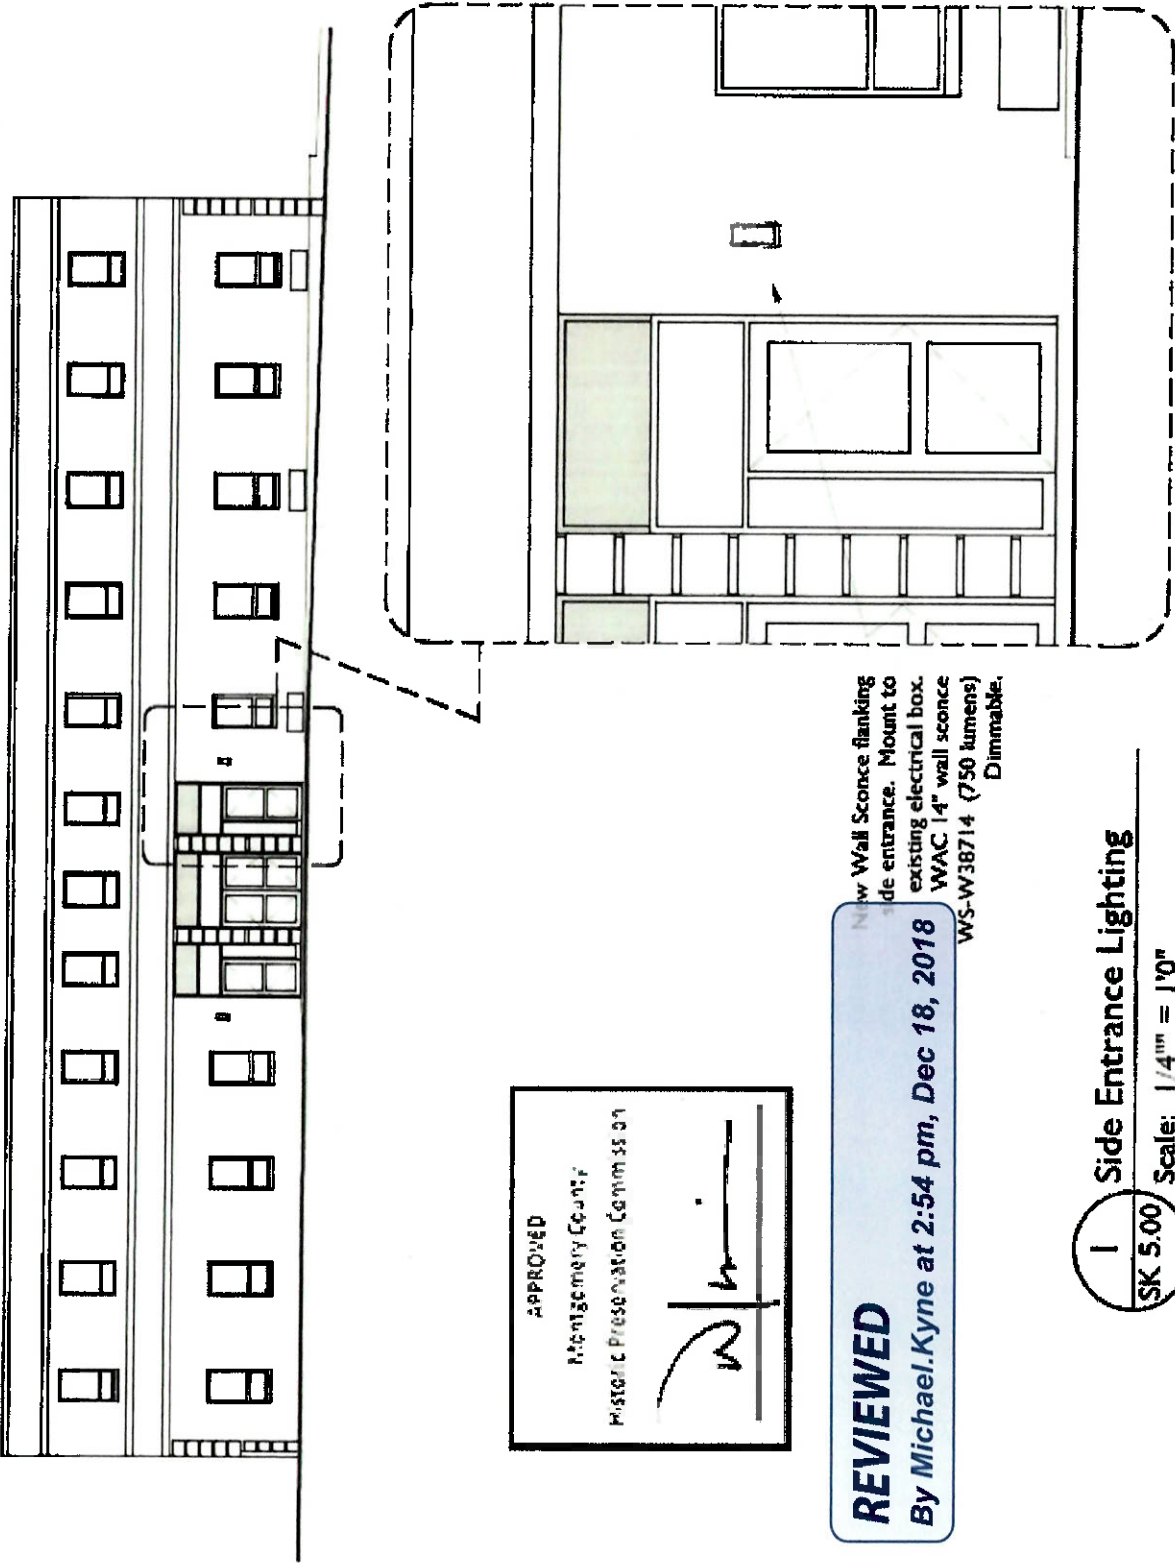 New Wall Sconce flanking
side entrance. Mount to
existing electrical box.
WAC 14" wall sconce
WS-W38714 (750 lumens)
Dimmable.
APPROVED
Montgomery County
Historic Preservation Commission
REVIEWED
By Michael.Kyne at 2:54 pm, Dec 18, 2018
1
SK 5.00
Side Entrance Lighting
Scale: 1/4"" = 1'0"